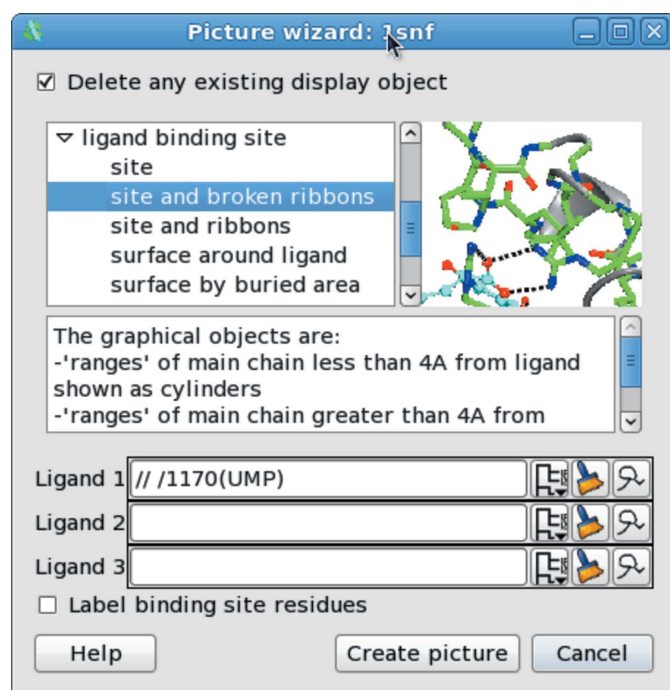 Picture wizard: 1snf
Delete any existing display object
ligand binding site
site
site and broken ribbons
site and ribbons
surface around ligand
surface by buried area
The graphical objects are:
-'ranges' of main chain less than 4A from ligand
shown as cylinders
-'ranges' of main chain greater than 4A from
Ligand 1 // /1170(UMP)
Ligand 2
Ligand 3
Label binding site residues
Help Create picture Cancel